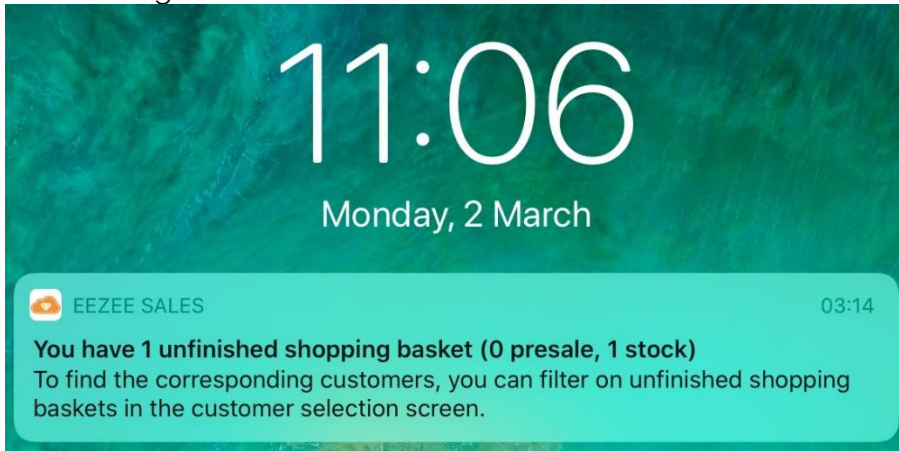 11:06
Monday, 2 March
EEZEE SALES 03:14
You have 1 unfinished shopping basket (0 presale, 1 stock)
To find the corresponding customers, you can filter on unfinished shopping
baskets in the customer selection screen.